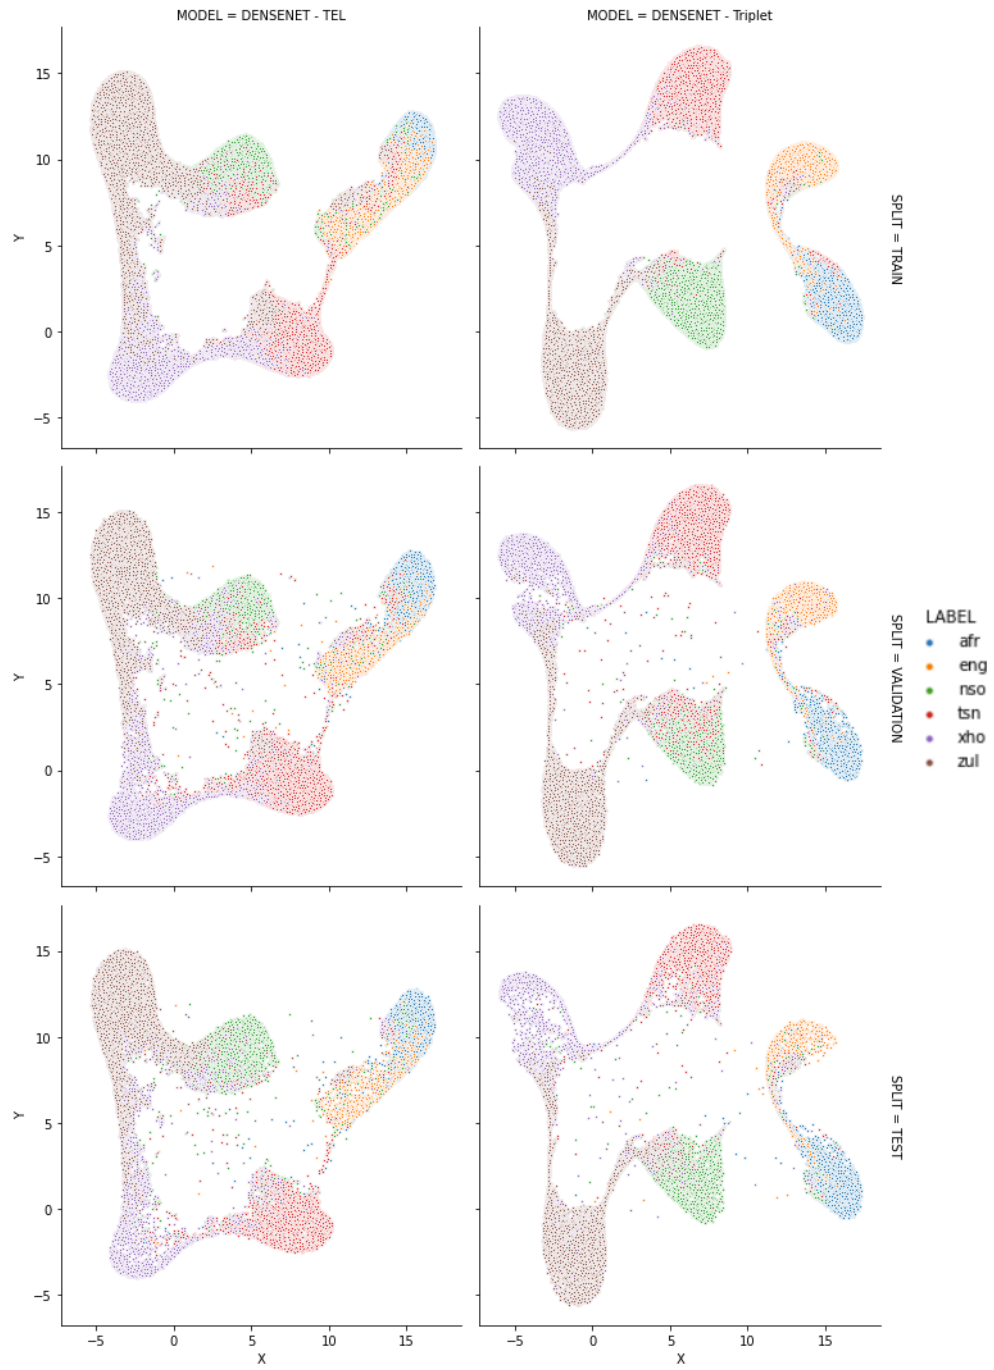 MODEL = DENSENET - TEL
MODEL = DENSENET - Triplet
15
10
5
0
−5
Y
SPLIT = TRAIN
15
10
5
0
−5
Y
SPLIT = VALIDATION
LABEL
afr
eng
nso
tsn
xho
zul
15
10
5
0
−5
Y
SPLIT = TEST
−5 0 5 10 15
X
−5 0 5 10 15
X